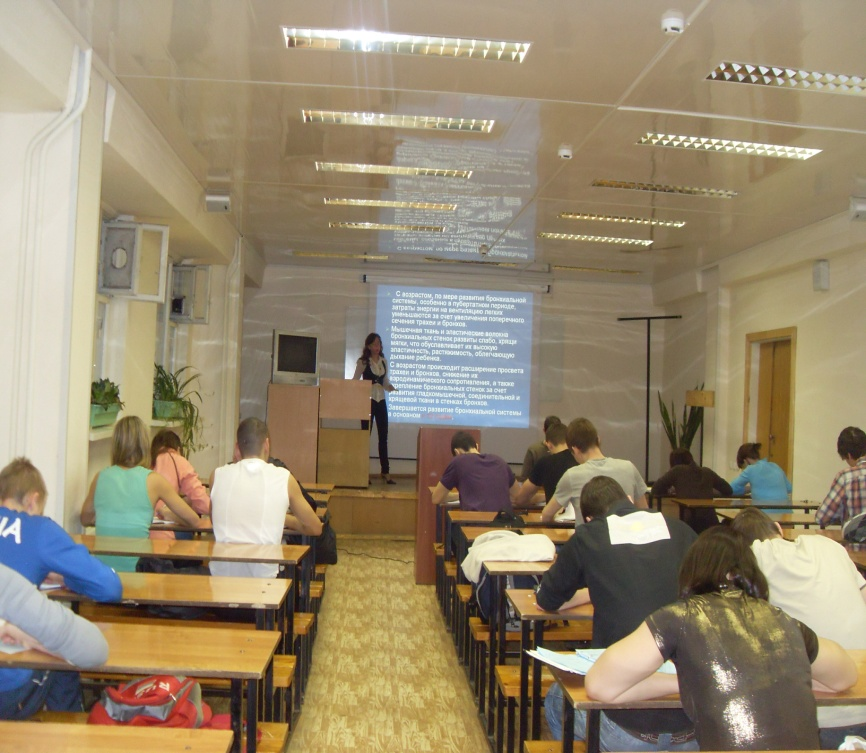 С возрастом, по мере развития бронхиальной
системы, особенно в пубертатном периоде,
затраты энергии на вентиляцию легких
уменьшаются за счет увеличения поперечного
сечения трахеи и бронхов.
Мышечная ткань и эластические волокна
бронхиальных стенок развиты слабо, хрящи
мягки, что обуславливает их высокую
эластичность, растяжимость, облегчающую
дыхание ребенка.
С возрастом происходит расширение просвета
трахеи и бронхов, снижение их
аэродинамического сопротивления, а также
укрепление бронхиальных стенок за счет
развития гладкомышечной, соединительной и
хрящевой ткани в стенках бронхов.
Завершается развитие бронхиальной системы
в основном